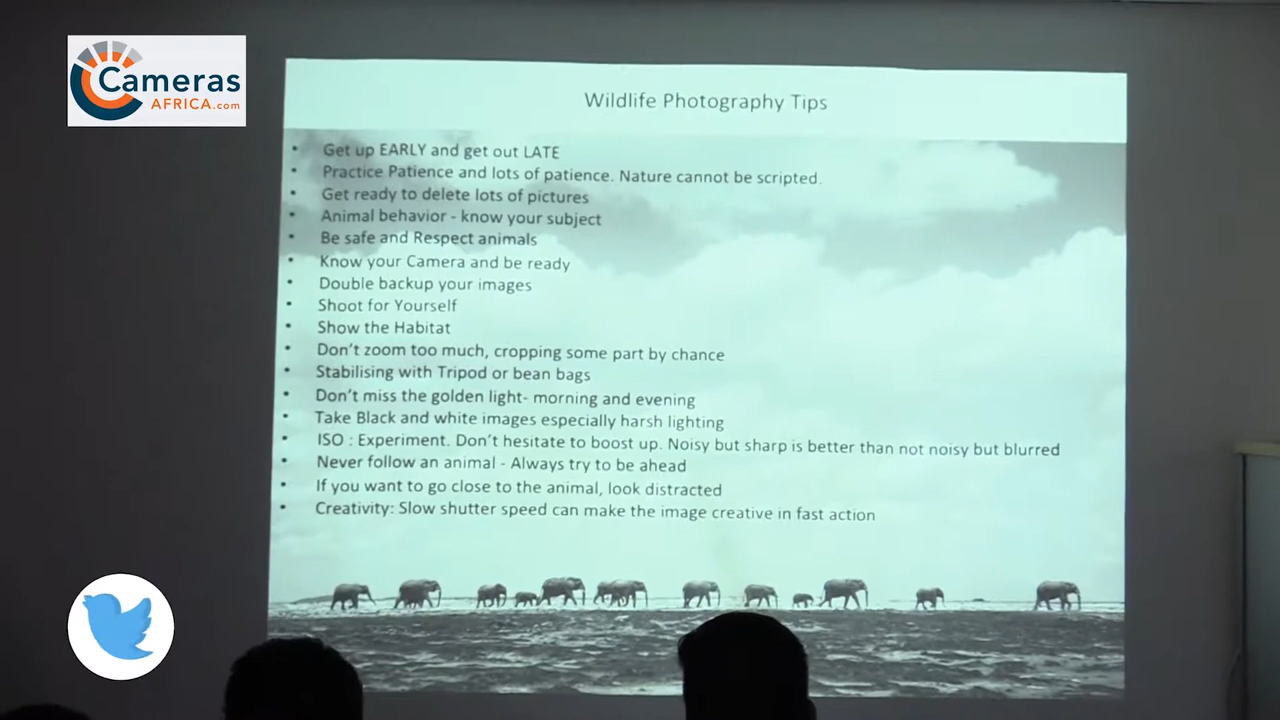 Cameras
AFRICA.com
Wildlife Photography Tips
• Get up EARLY and get out LATE
• Practice Patience and lots of patience. Nature cannot be scripted.
• Get ready to delete lots of pictures
• Animal behavior - know your subject
• Be safe and Respect animals
• Know your Camera and be ready
• Double backup your images
• Shoot for Yourself
• Show the Habitat
• Don't zoom too much, cropping some part by chance
• Stabilising with Tripod or bean bags
• Don't miss the golden light- morning and evening
• Take Black and white images especially harsh lighting
• ISO : Experiment. Don't hesitate to boost up. Noisy but sharp is better than not noisy but blurred
• Never follow an animal - Always try to be ahead
• If you want to go close to the animal, look distracted
• Creativity: Slow shutter speed can make the image creative in fast action